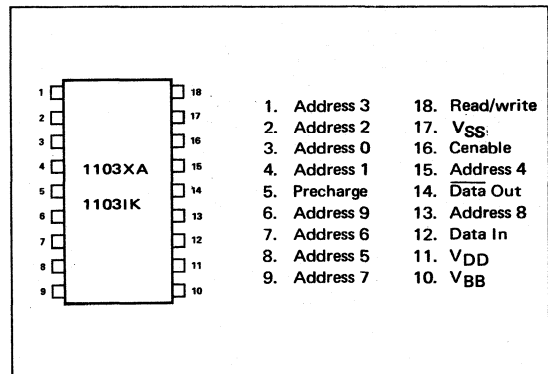 1
2
3
4
5
6
7
8
9
1103XA
1103IK
18
17
16
15
14
13
12
11
10
1. Address 3
2. Address 2
3. Address 0
4. Address 1
5. Precharge
6. Address 9
7. Address 6
8. Address 5
9. Address 7
18. Read/write
17. VSS
16. Cenable
15. Address 4
14. Data Out
13. Address 8
12. Data In
11. VDD
10. VBB